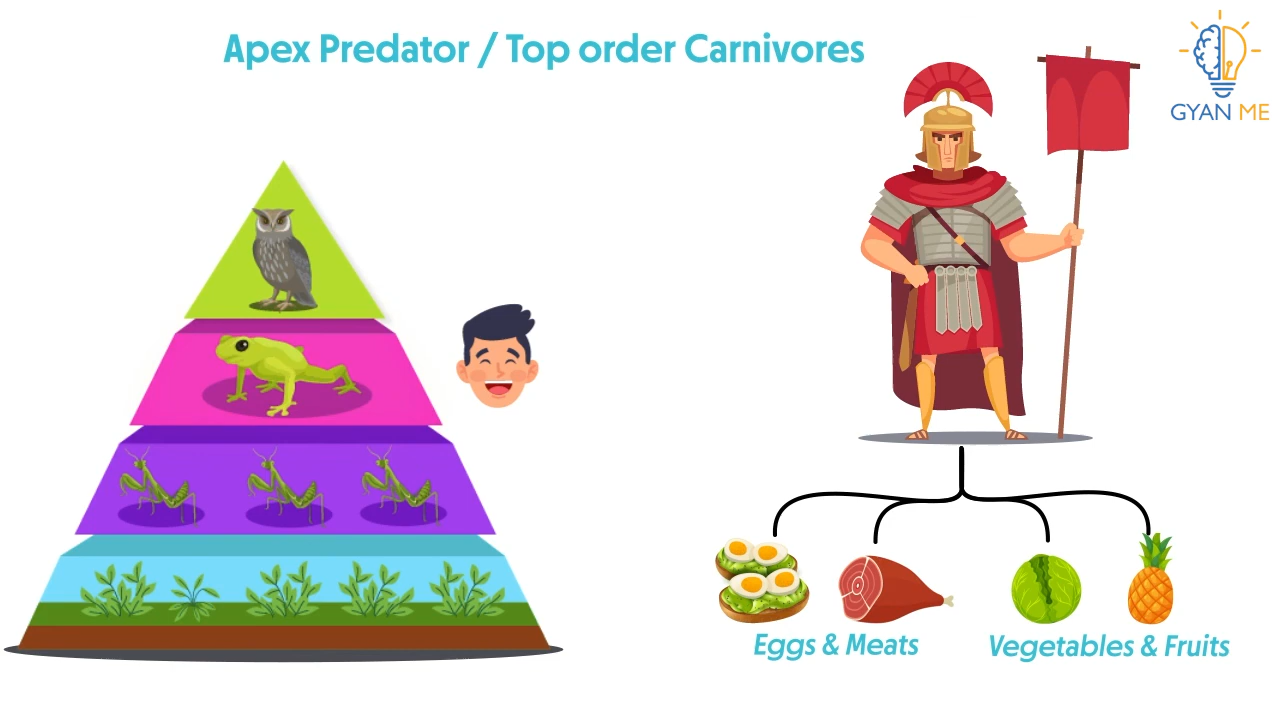 Apex Predator / Top order Carnivores
GYAN ME
Eggs & Meats
Vegetables & Fruits